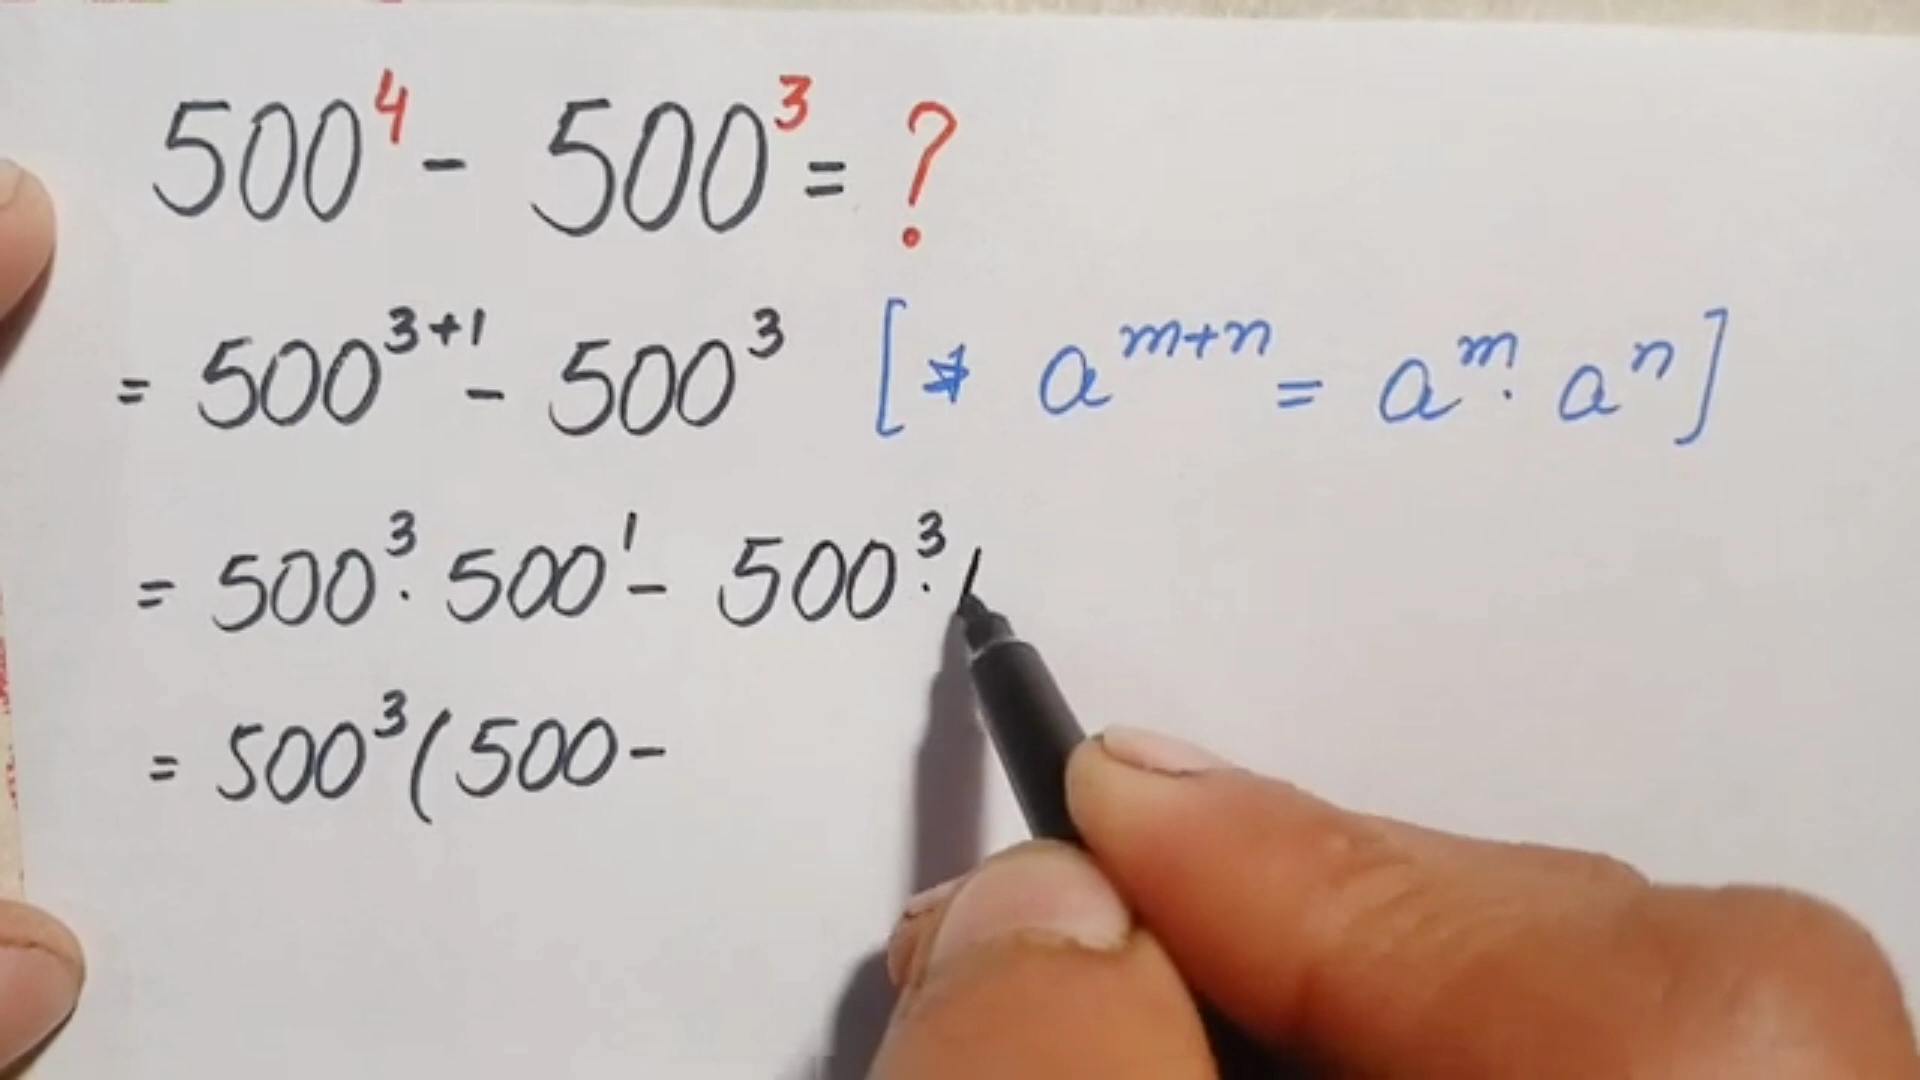 500⁴ - 500³ = ?
= 500³⁺¹ - 500³ [* aᵐ⁺ⁿ = aᵐ · aⁿ]
= 500³ · 500¹ - 500³ · 1
= 500³(500 -